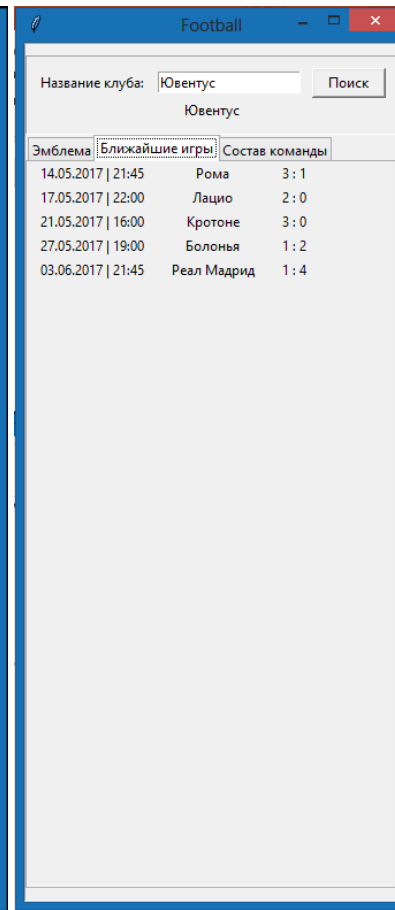 Football
Название клуба: Ювентус Поиск
Ювентус
Эмблема Ближайшие игры Состав команды
14.05.2017 | 21:45 Рома 3 : 1
17.05.2017 | 22:00 Лацио 2 : 0
21.05.2017 | 16:00 Кротоне 3 : 0
27.05.2017 | 19:00 Болонья 1 : 2
03.06.2017 | 21:45 Реал Мадрид 1 : 4